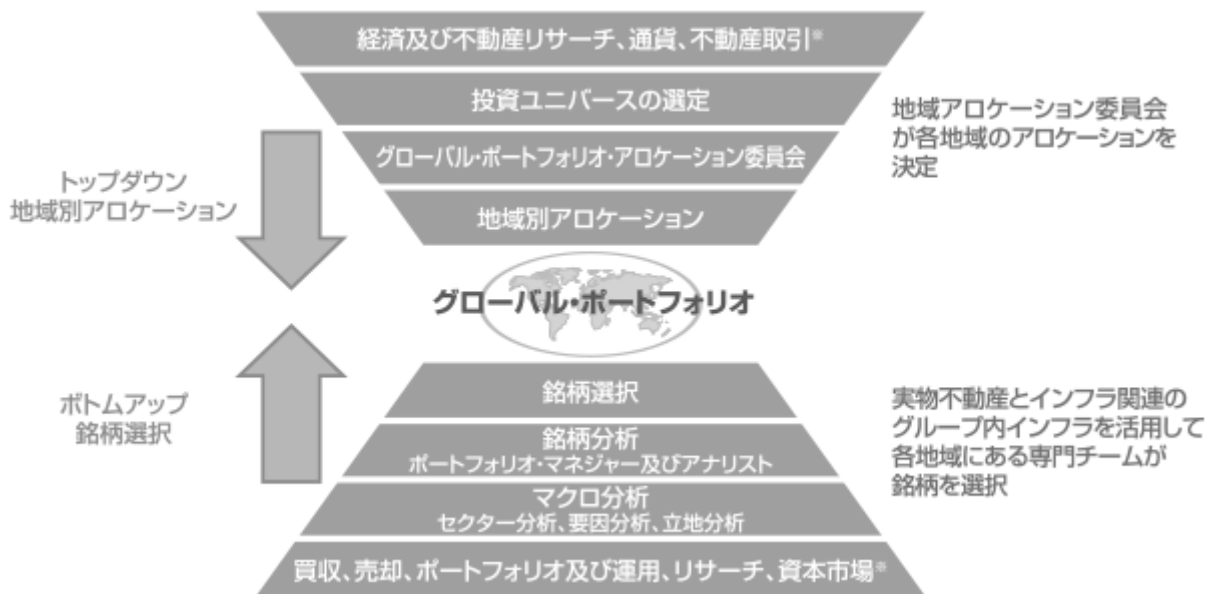 経済及び不動産リサーチ、通貨、不動産取引※
投資ユニバースの選定
グローバル・ポートフォリオ・アロケーション委員会
地域別アロケーション
地域アロケーション委員会
が各地域のアロケーションを
決定
トップダウン
地域別アロケーション
グローバル・ポートフォリオ
ボトムアップ
銘柄選択
銘柄選択
銘柄分析
ポートフォリオ・マネジャー及びアナリスト
マクロ分析
セクター分析、要因分析、立地分析
買収、売却、ポートフォリオ及び運用、リサーチ、資本市場※
実物不動産とインフラ関連の
グループ内インフラを活用して
各地域にある専門チームが
銘柄を選択